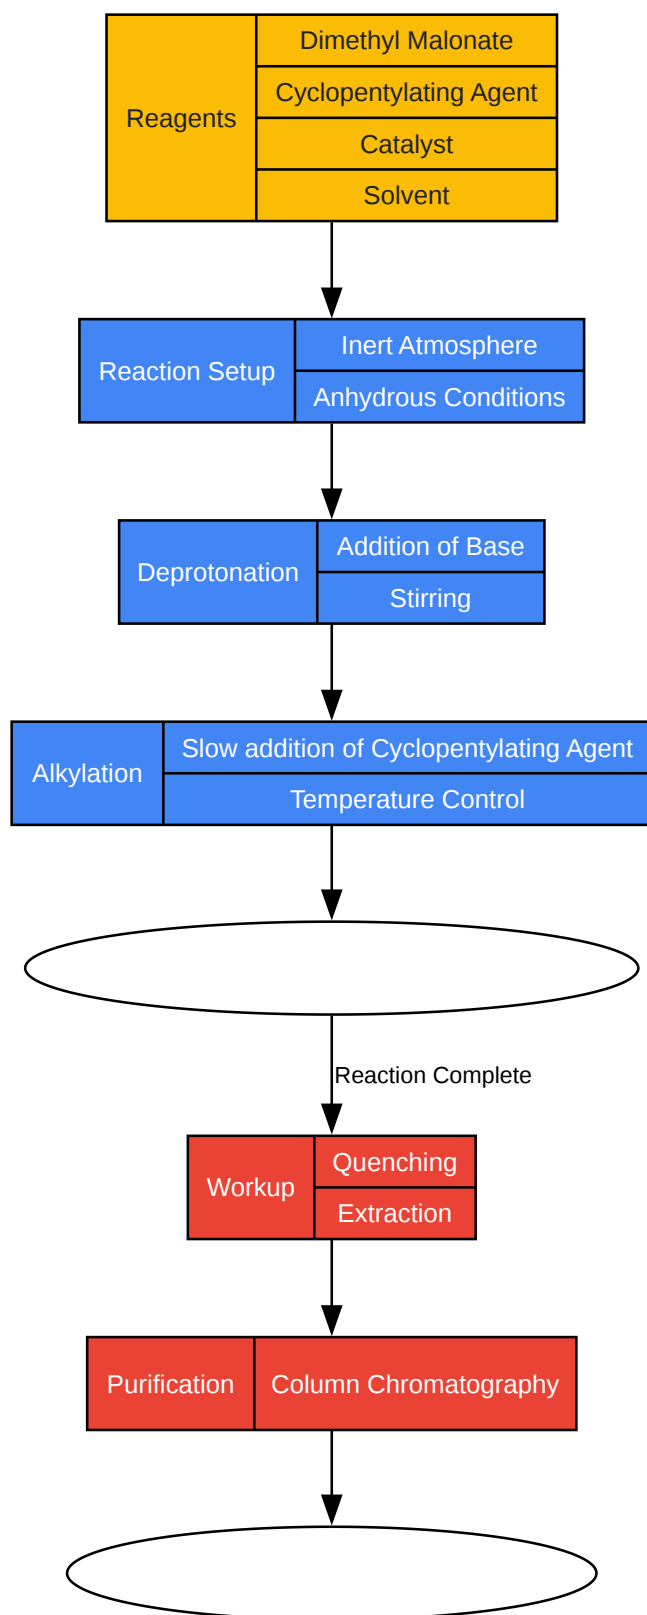 Reagents
Dimethyl Malonate
Cyclopentylating Agent
Catalyst
Solvent
Reaction Setup
Inert Atmosphere
Anhydrous Conditions
Deprotonation
Addition of Base
Stirring
Alkylation
Slow addition of Cyclopentylating Agent
Temperature Control
Reaction Complete
Workup
Quenching
Extraction
Purification
Column Chromatography